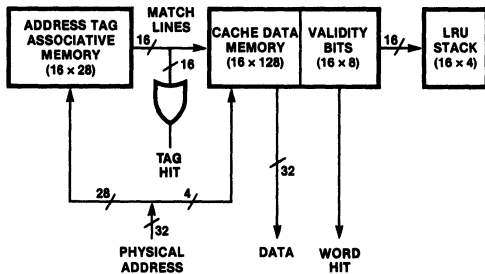 MATCH
LINES
ADDRESS TAG
ASSOCIATIVE
MEMORY
(16 × 28)
16
16
CACHE DATA
MEMORY
(16 × 128)
VALIDITY
BITS
(16 × 8)
16
LRU
STACK
(16 × 4)
TAG
HIT
28
4
32
32
PHYSICAL
ADDRESS
DATA
WORD
HIT